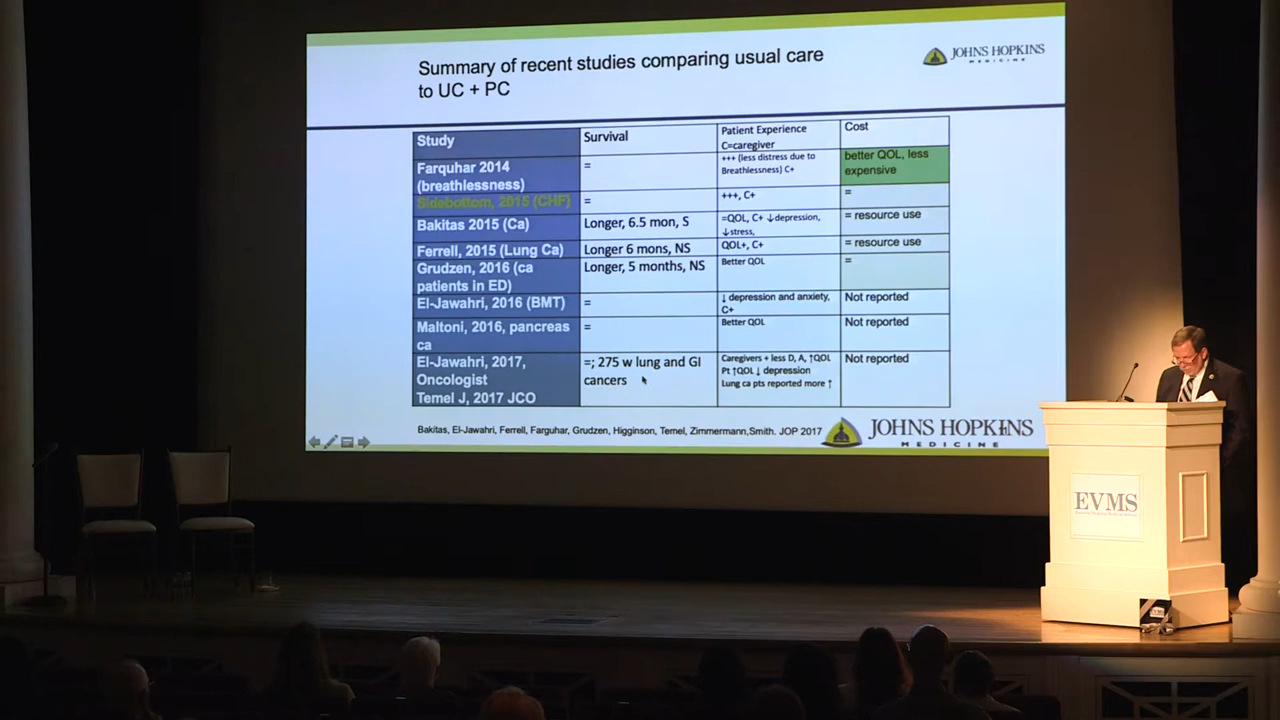 Summary of recent studies comparing usual care
to UC + PC
JOHNS HOPKINS
MEDICINE
Study
Survival
Patient Experience
C=caregiver
Cost
Farquhar 2014
(breathlessness)
=
+++ (less distress due to
Breathlessness) C+
better QOL, less
expensive
Sidebottom, 2015 (CHF)
=
+++, C+
=
Bakitas 2015 (Ca)
Longer, 6.5 mon, S
=QOL, C+ ↓depression,
↓stress,
= resource use
Ferrell, 2015 (Lung Ca)
Longer 6 mons, NS
QOL+, C+
= resource use
Grudzen, 2016 (ca
patients in ED)
Longer, 5 months, NS
Better QOL
=
El-Jawahri, 2016 (BMT)
=
↓ depression and anxiety,
C+
Not reported
Maltoni, 2016, pancreas
ca
=
Better QOL
Not reported
El-Jawahri, 2017,
Oncologist
Temel J, 2017 JCO
=; 275 w lung and GI
cancers
Caregivers + less D, A, ↑QOL
Pt ↑QOL ↓ depression
Lung ca pts reported more ↑
Not reported
Bakitas, El-Jawahri, Ferrell, Farguhar, Grudzen, Higginson, Temel, Zimmermann,Smith. JOP 2017
JOHNS HOPKINS
MEDICINE
EVMS